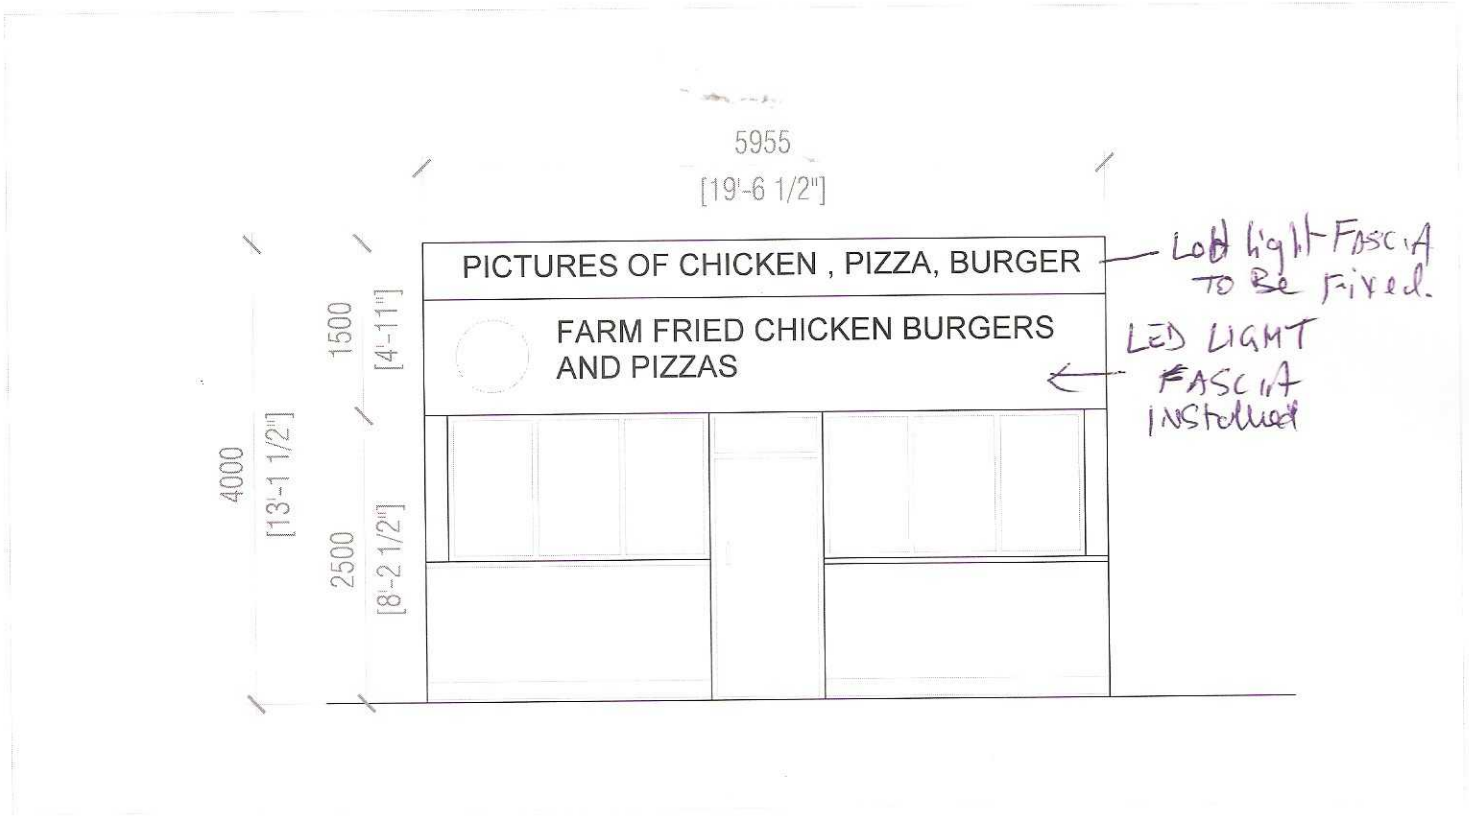 5955
[19'-6 1/2"]
PICTURES OF CHICKEN , PIZZA, BURGER
light FASCIA
TO BE Fixed.
1500
[4'-11"]
FARM FRIED CHICKEN BURGERS
AND PIZZAS
LED LIGHT
FASCIA
INStalled
4000
[13'-1 1/2"]
2500
[8'-2 1/2"]